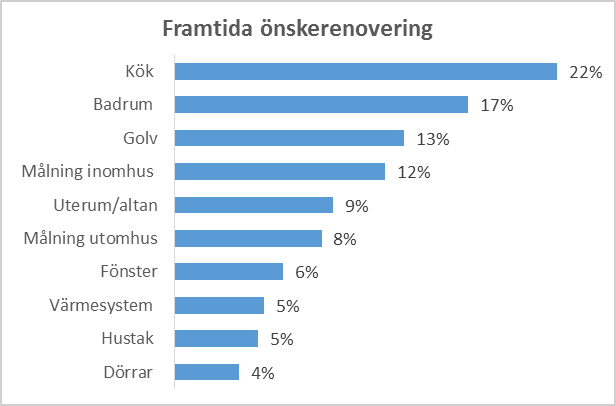 Framtida önskerenovering
Kök 22%
Badrum 17%
Golv 13%
Målning inomhus 12%
Uterum/altan 9%
Målning utomhus 8%
Fönster 6%
Värmesystem 5%
Hustak 5%
Dörrar 4%